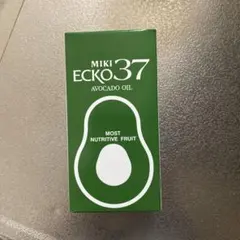 MIKI
ECKO37
AVOCADO OIL
MOST
NUTRITIVE FRUIT